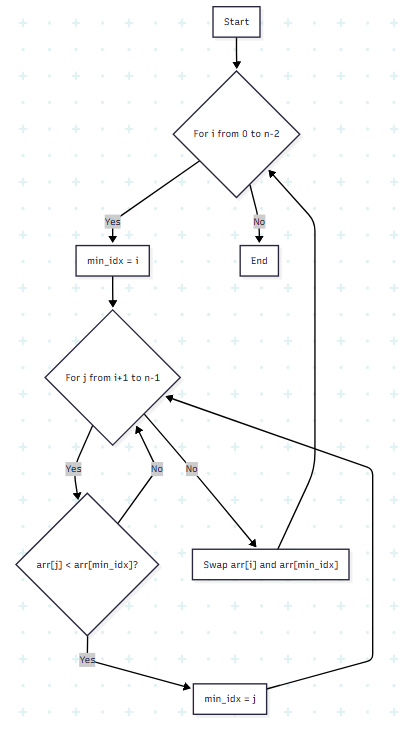 Start
For i from 0 to n-2
Yes
No
min_idx = i
End
For j from i+1 to n-1
Yes
No
No
arr[j] < arr[min_idx]?
Swap arr[i] and arr[min_idx]
Yes
min_idx = j